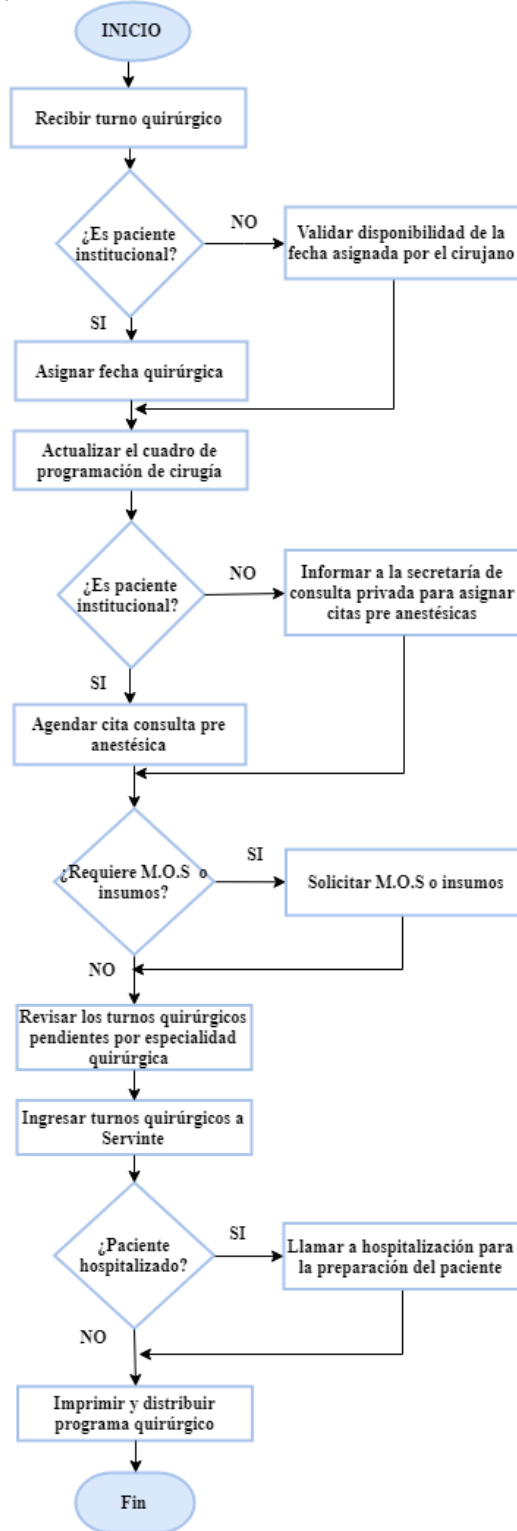 INICIO
Recibir turno quirúrgico
¿Es paciente
institucional?
NO
Validar disponibilidad de la
fecha asignada por el cirujano
SI
Asignar fecha quirúrgica
Actualizar el cuadro de
programación de cirugía
¿Es paciente
institucional?
NO
Informar a la secretaría de
consulta privada para asignar
citas pre anestésicas
SI
Agendar cita consulta pre
anestésica
¿Requiere M.O.S o
insumos?
SI
Solicitar M.O.S o insumos
NO
Revisar los turnos quirúrgicos
pendientes por especialidad
quirúrgica
Ingresar turnos quirúrgicos a
Servinte
¿Paciente
hospitalizado?
SI
Llamar a hospitalización para
la preparación del paciente
NO
Imprimir y distribuir
programa quirúrgico
Fin